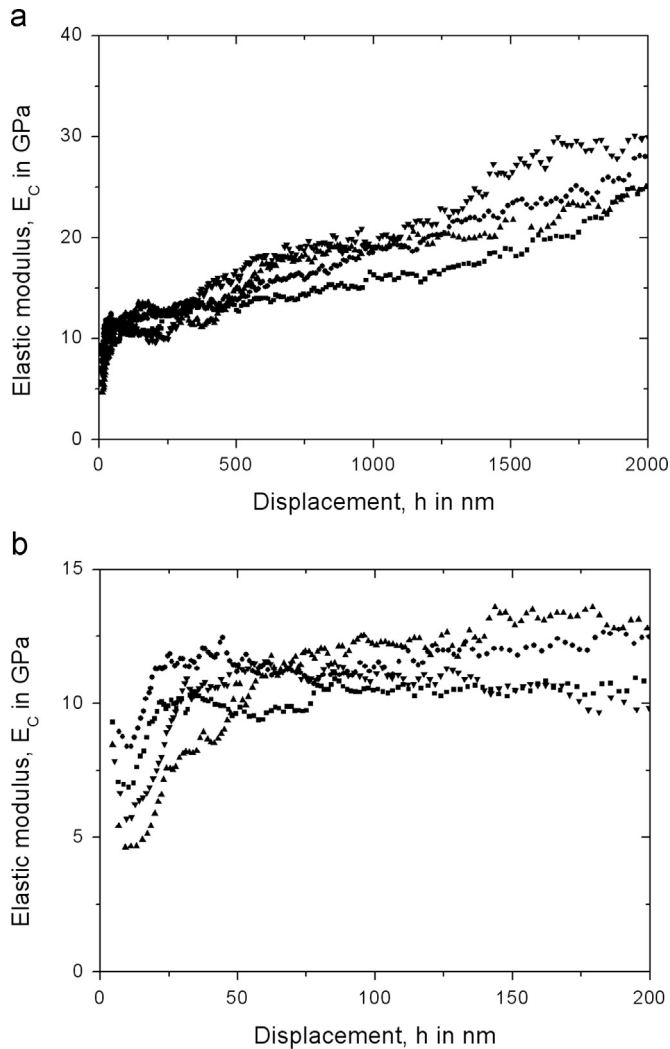 a
40
30
20
10
0
Elastic modulus, E_C in GPa
0 500 1000 1500 2000
Displacement, h in nm
b
15
10
5
0
Elastic modulus, E_C in GPa
0 50 100 150 200
Displacement, h in nm